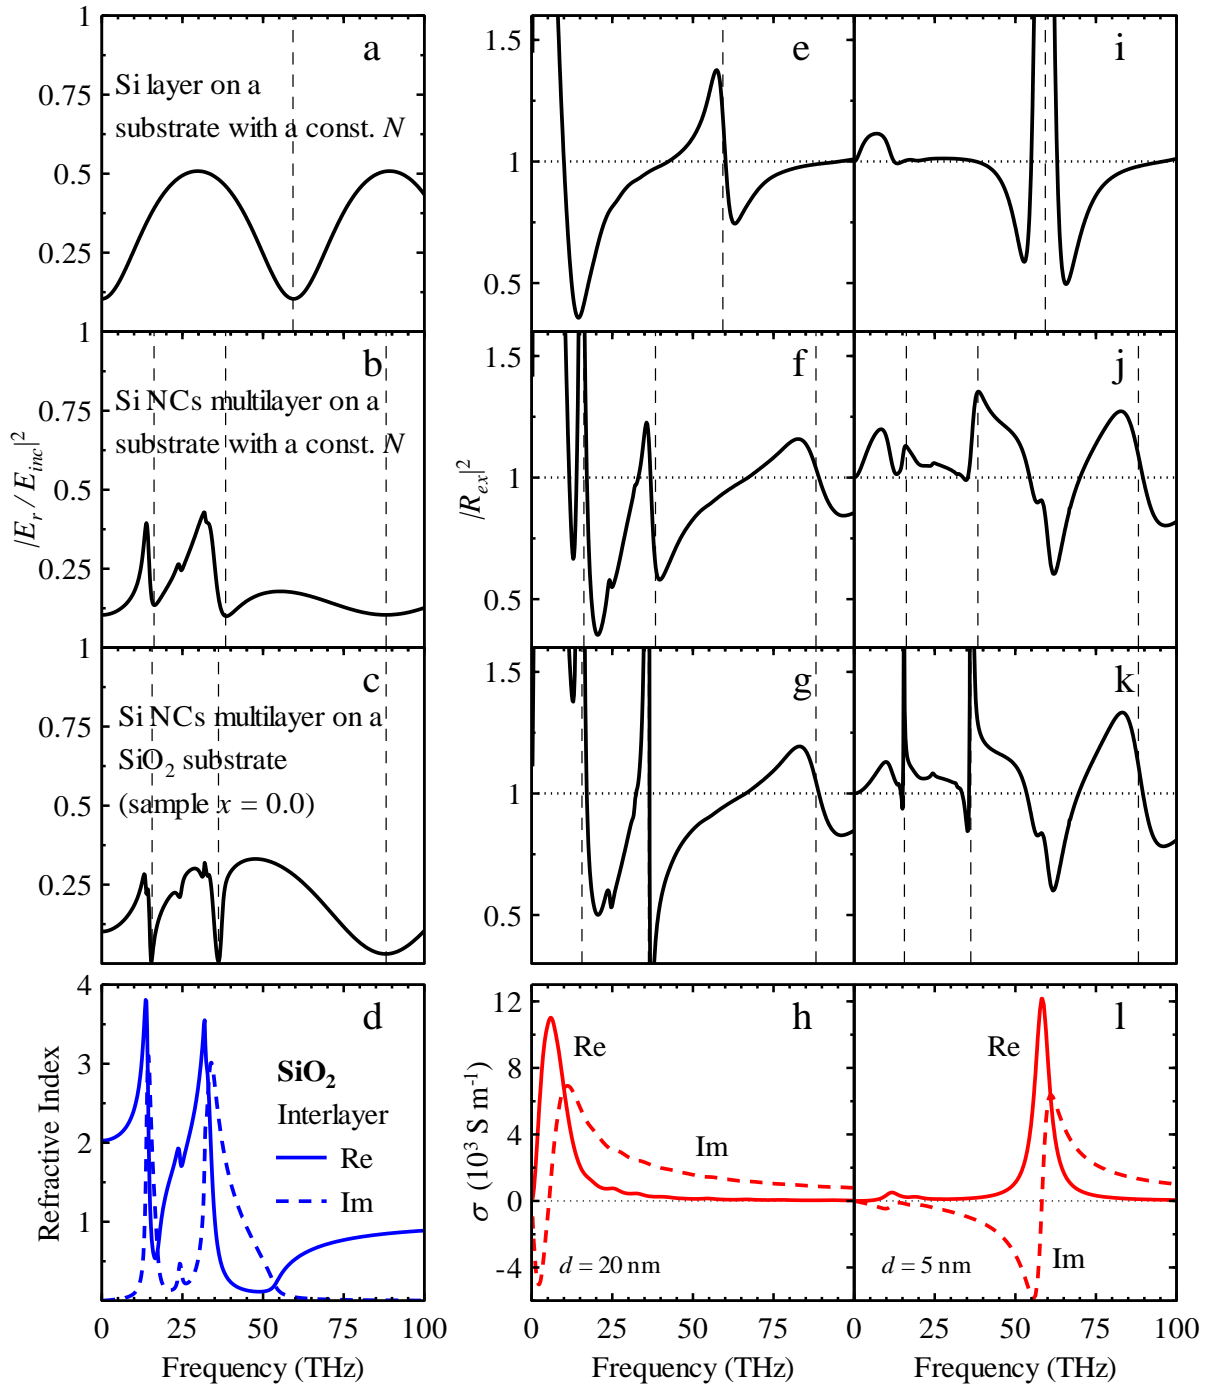 1
0.75
0.5
0.25
a
Si layer on a
substrate with a const. N
1
0.75
0.5
0.25
b
Si NCs multilayer on a
substrate with a const. N
|E_r / E_inc|^2
1
0.75
0.5
0.25
c
Si NCs multilayer on a
SiO2 substrate
(sample x = 0.0)
4
3
2
1
d
SiO2
Interlayer
Re
Im
Refractive Index
0 25 50 75 100
Frequency (THz)
1.5
1
0.5
e
i
1.5
1
0.5
f
j
|R_ex|^2
1.5
1
0.5
g
k
12
8
4
0
-4
σ (10^3 S m^-1)
h
Re
Im
d = 20 nm
l
Re
Im
d = 5 nm
0 25 50 75 0 25 50 75 100
Frequency (THz) Frequency (THz)